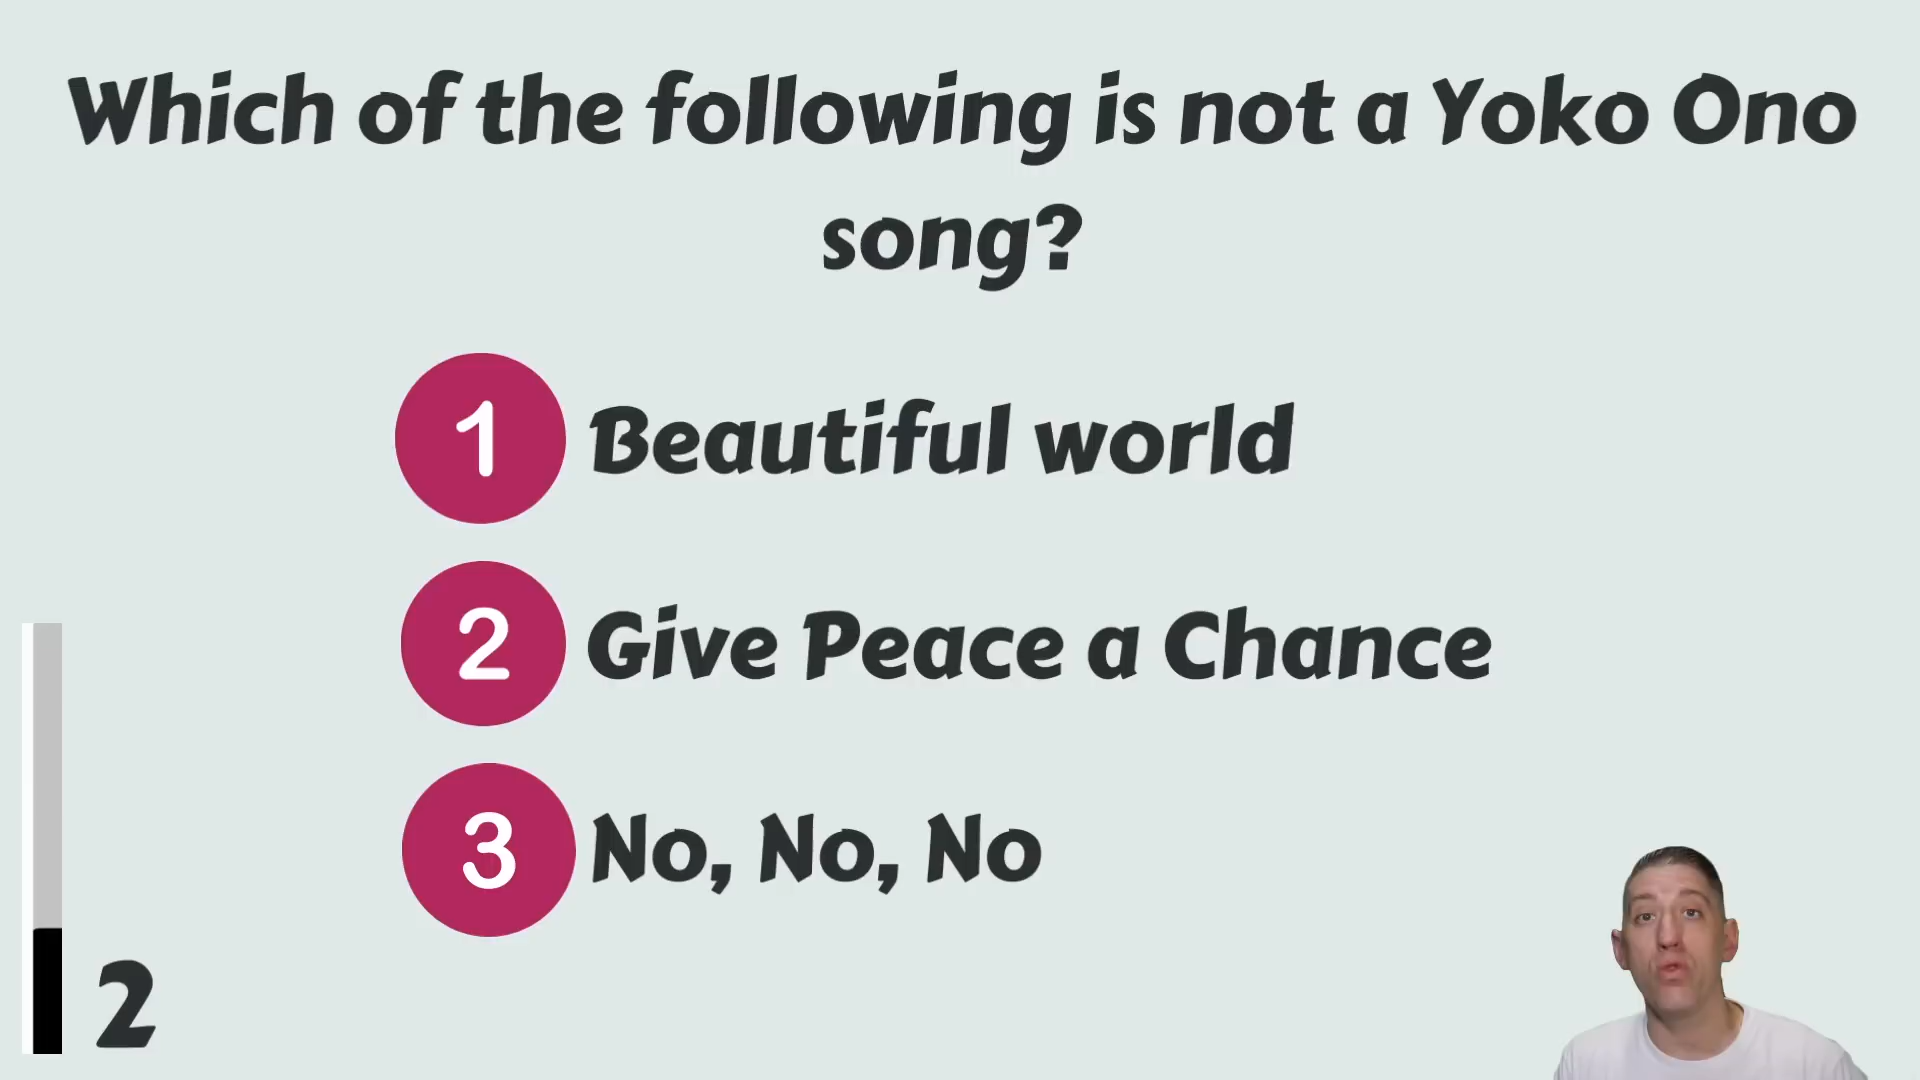 Which of the following is not a Yoko Ono
song?
1 Beautiful world
2 Give Peace a Chance
3 No, No, No
2